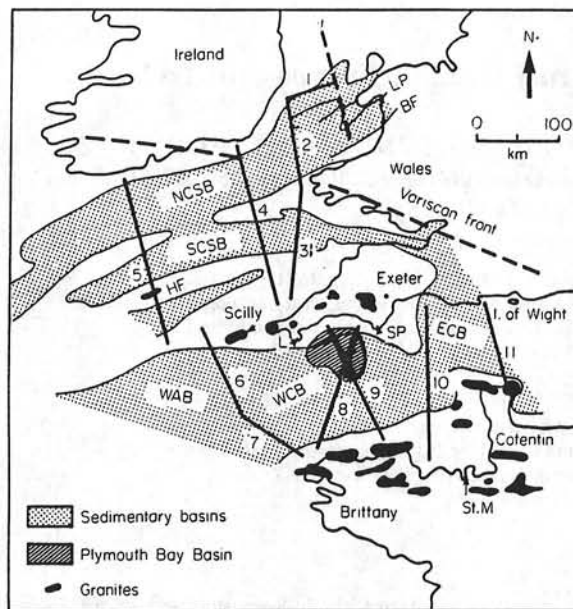 Ireland
N
1
LP
BF
0 100
km
2
Wales
NCSB
4
Variscan front
SCSB
3
5
HF
Exeter
Scilly
I. of Wight
L
SP
ECB
11
6
WAB
WCB
10
8
9
7
Cotentin
St.M
Brittany
Sedimentary basins
Plymouth Bay Basin
Granites